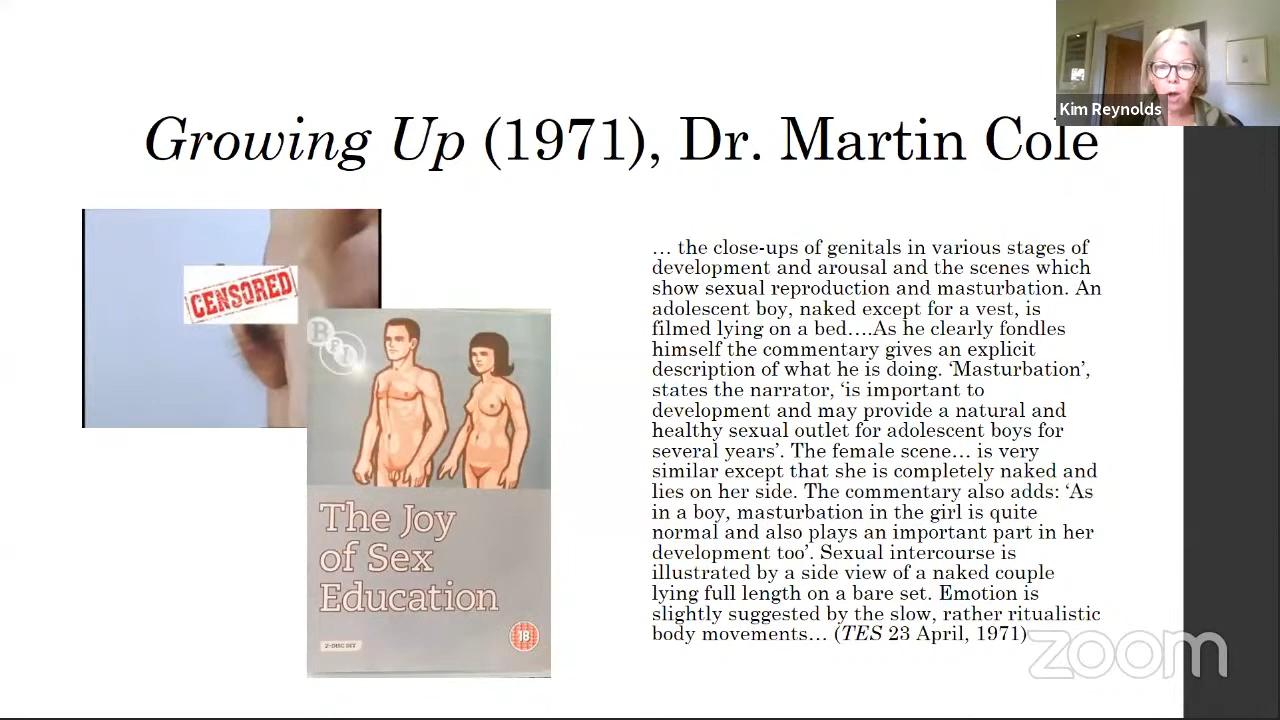 Kim Reynolds
Growing Up (1971), Dr. Martin Cole
CENSORED
BFI
The Joy
of Sex
Education
2-DISC SET
18
… the close-ups of genitals in various stages of
development and arousal and the scenes which
show sexual reproduction and masturbation. An
adolescent boy, naked except for a vest, is
filmed lying on a bed….As he clearly fondles
himself the commentary gives an explicit
description of what he is doing. ‘Masturbation’,
states the narrator, ‘is important to
development and may provide a natural and
healthy sexual outlet for adolescent boys for
several years’. The female scene… is very
similar except that she is completely naked and
lies on her side. The commentary also adds: ‘As
in a boy, masturbation in the girl is quite
normal and also plays an important part in her
development too’. Sexual intercourse is
illustrated by a side view of a naked couple
lying full length on a bare set. Emotion is
slightly suggested by the slow, rather ritualistic
body movements… (TES 23 April, 1971)
zoom